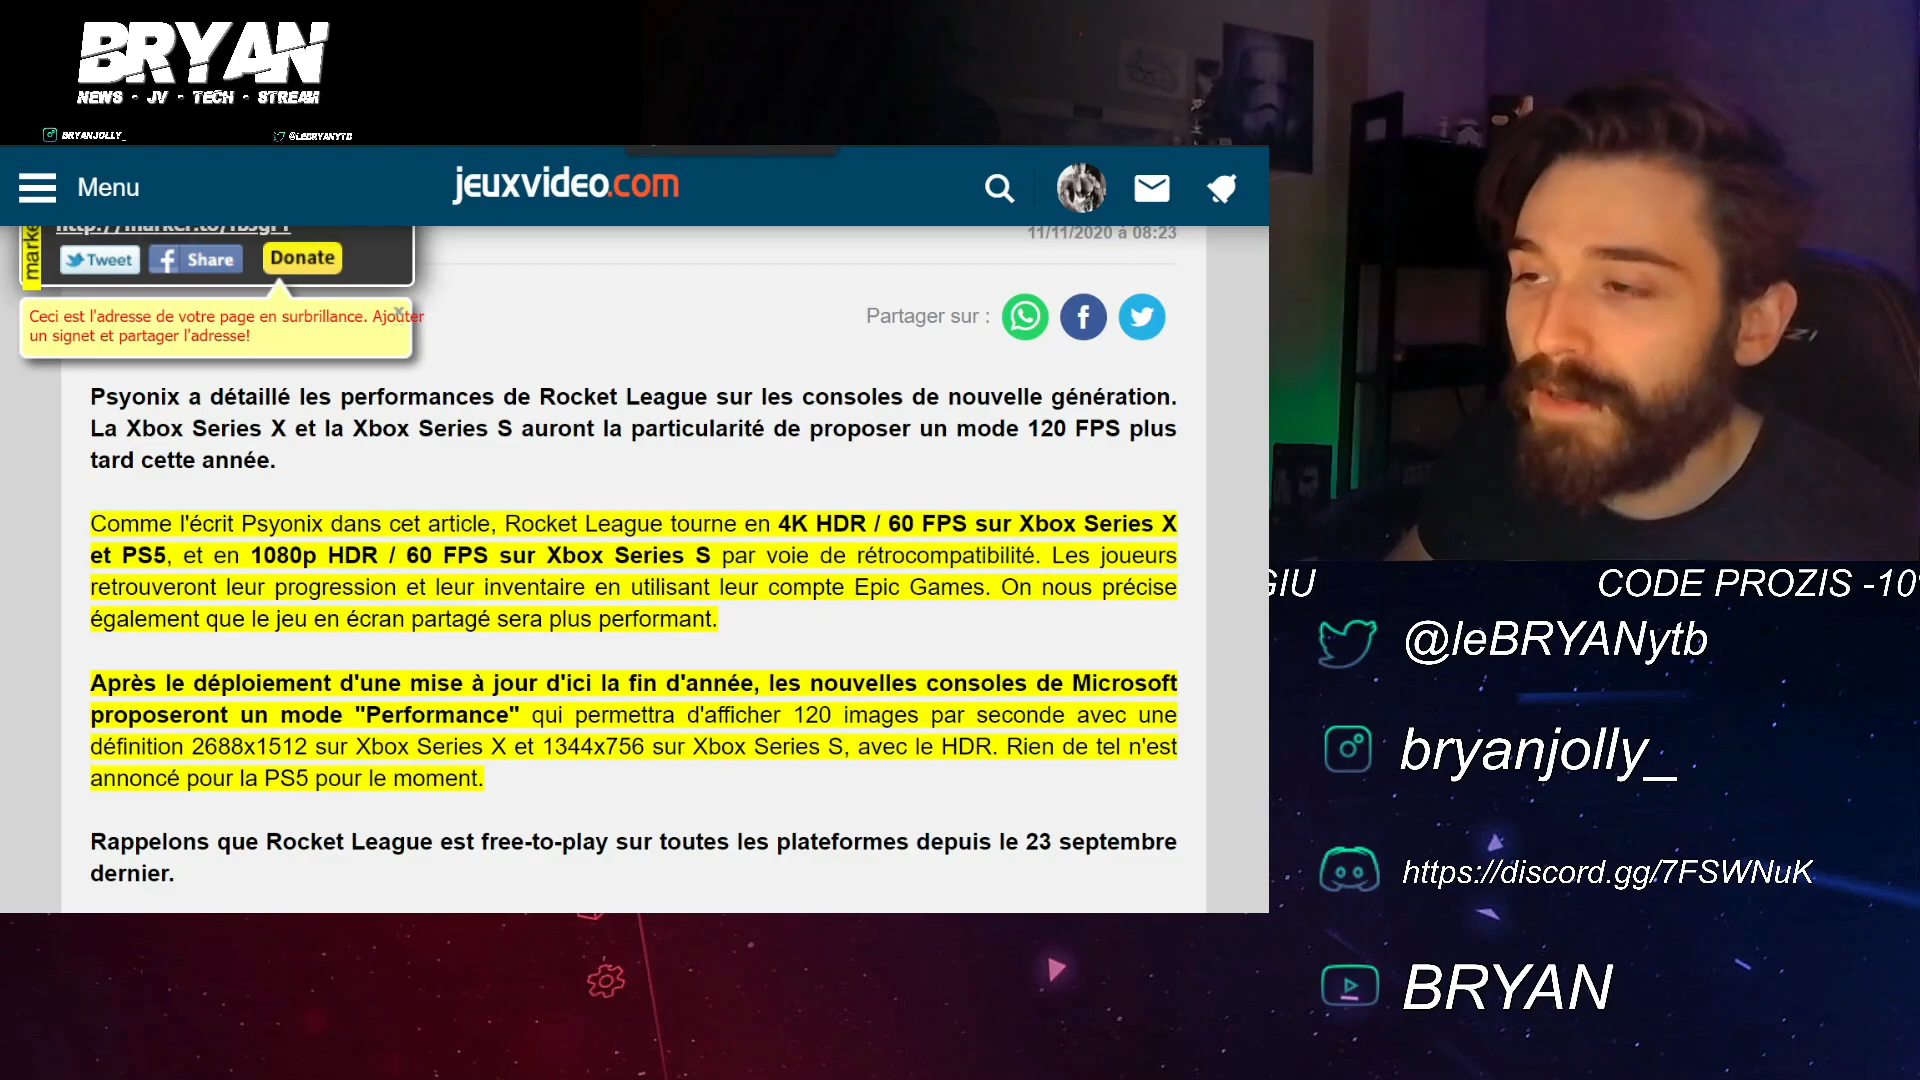 BRYAN
NEWS - JV - TECH - STREAM
BRYANJOLLY_
@LEBRYANYTB
Menu
jeuxvideo.com
11/11/2020 à 08:23
Tweet
Share
Donate
Ceci est l'adresse de votre page en surbrillance. Ajouter
un signet et partager l'adresse!
Partager sur :
Psyonix a détaillé les performances de Rocket League sur les consoles de nouvelle génération.
La Xbox Series X et la Xbox Series S auront la particularité de proposer un mode 120 FPS plus
tard cette année.
Comme l'écrit Psyonix dans cet article, Rocket League tourne en 4K HDR / 60 FPS sur Xbox Series X
et PS5, et en 1080p HDR / 60 FPS sur Xbox Series S par voie de rétrocompatibilité. Les joueurs
retrouveront leur progression et leur inventaire en utilisant leur compte Epic Games. On nous précise
également que le jeu en écran partagé sera plus performant.
Après le déploiement d'une mise à jour d'ici la fin d'année, les nouvelles consoles de Microsoft
proposeront un mode "Performance" qui permettra d'afficher 120 images par seconde avec une
définition 2688x1512 sur Xbox Series X et 1344x756 sur Xbox Series S, avec le HDR. Rien de tel n'est
annoncé pour la PS5 pour le moment.
Rappelons que Rocket League est free-to-play sur toutes les plateformes depuis le 23 septembre
dernier.
CODE PROZIS -10
@leBRYANytb
bryanjolly_
https://discord.gg/7FSWNuK
BRYAN